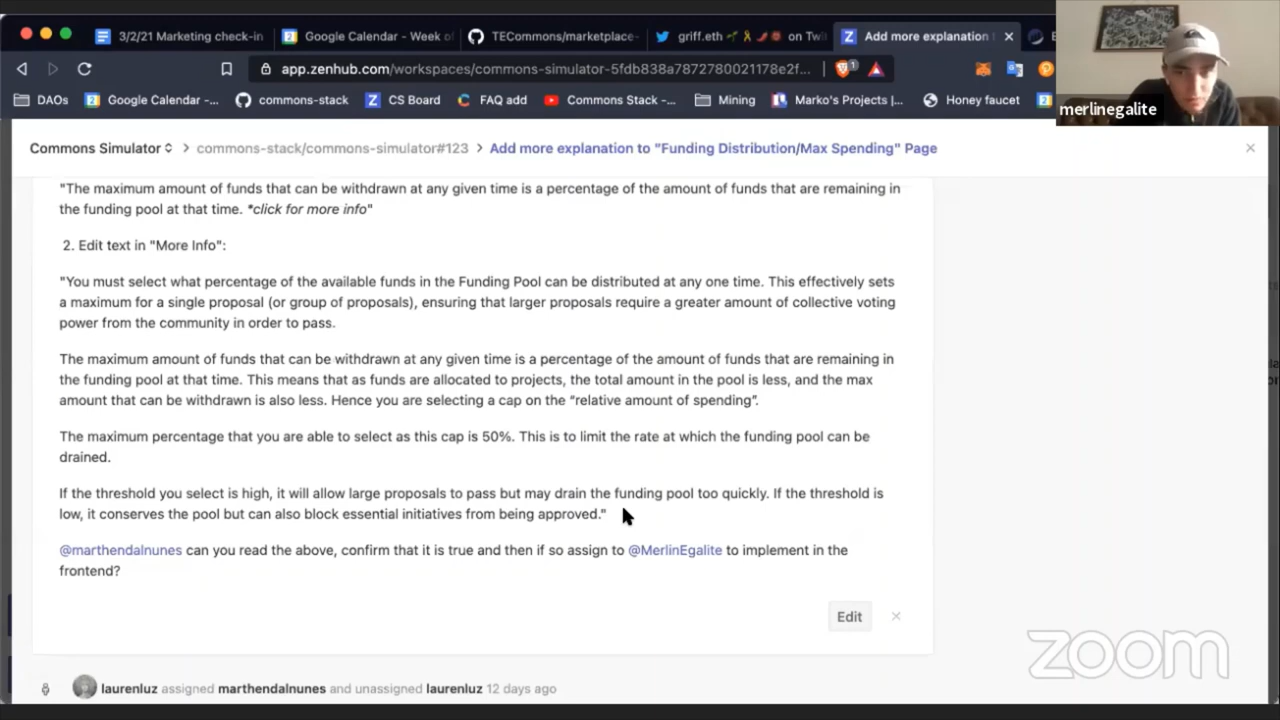 3/2/21 Marketing check-in
Google Calendar - Week of
TECommons/marketplace-
griff.eth on Twi
Add more explanation
app.zenhub.com/workspaces/commons-simulator-5fdb838a7872780021178e2f...
DAOs
Google Calendar -...
commons-stack
CS Board
FAQ add
Commons Stack -...
Mining
Marko's Projects |...
Honey faucet
merlinegalite
Commons Simulator > commons-stack/commons-simulator#123 > Add more explanation to "Funding Distribution/Max Spending" Page
"The maximum amount of funds that can be withdrawn at any given time is a percentage of the amount of funds that are remaining in
the funding pool at that time. *click for more info"
2. Edit text in "More Info":
"You must select what percentage of the available funds in the Funding Pool can be distributed at any one time. This effectively sets
a maximum for a single proposal (or group of proposals), ensuring that larger proposals require a greater amount of collective voting
power from the community in order to pass.
The maximum amount of funds that can be withdrawn at any given time is a percentage of the amount of funds that are remaining in
the funding pool at that time. This means that as funds are allocated to projects, the total amount in the pool is less, and the max
amount that can be withdrawn is also less. Hence you are selecting a cap on the “relative amount of spending”.
The maximum percentage that you are able to select as this cap is 50%. This is to limit the rate at which the funding pool can be
drained.
If the threshold you select is high, it will allow large proposals to pass but may drain the funding pool too quickly. If the threshold is
low, it conserves the pool but can also block essential initiatives from being approved."
@marthendalnunes can you read the above, confirm that it is true and then if so assign to @MerlinEgalite to implement in the
frontend?
Edit
zoom
laurenluz assigned marthendalnunes and unassigned laurenluz 12 days ago